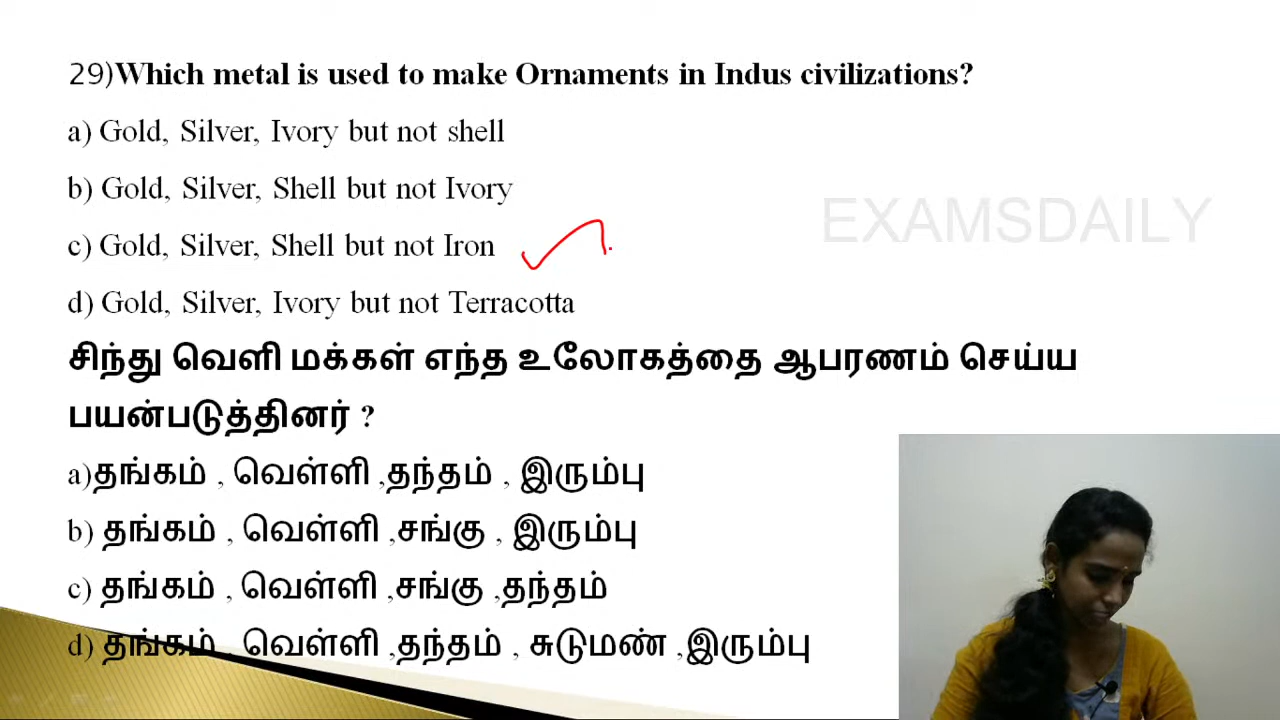 29)Which metal is used to make Ornaments in Indus civilizations?
a) Gold, Silver, Ivory but not shell
b) Gold, Silver, Shell but not Ivory
c) Gold, Silver, Shell but not Iron
EXAMSDAILY
d) Gold, Silver, Ivory but not Terracotta
சிந்து வெளி மக்கள் எந்த உலோகத்தை ஆபரணம் செய்ய
பயன்படுத்தினர் ?
a)தங்கம் , வெள்ளி ,தந்தம் , இரும்பு
b) தங்கம் , வெள்ளி ,சங்கு , இரும்பு
c) தங்கம் , வெள்ளி ,சங்கு ,தந்தம்
d) தங்கம் , வெள்ளி ,தந்தம் , சுடுமண் ,இரும்பு